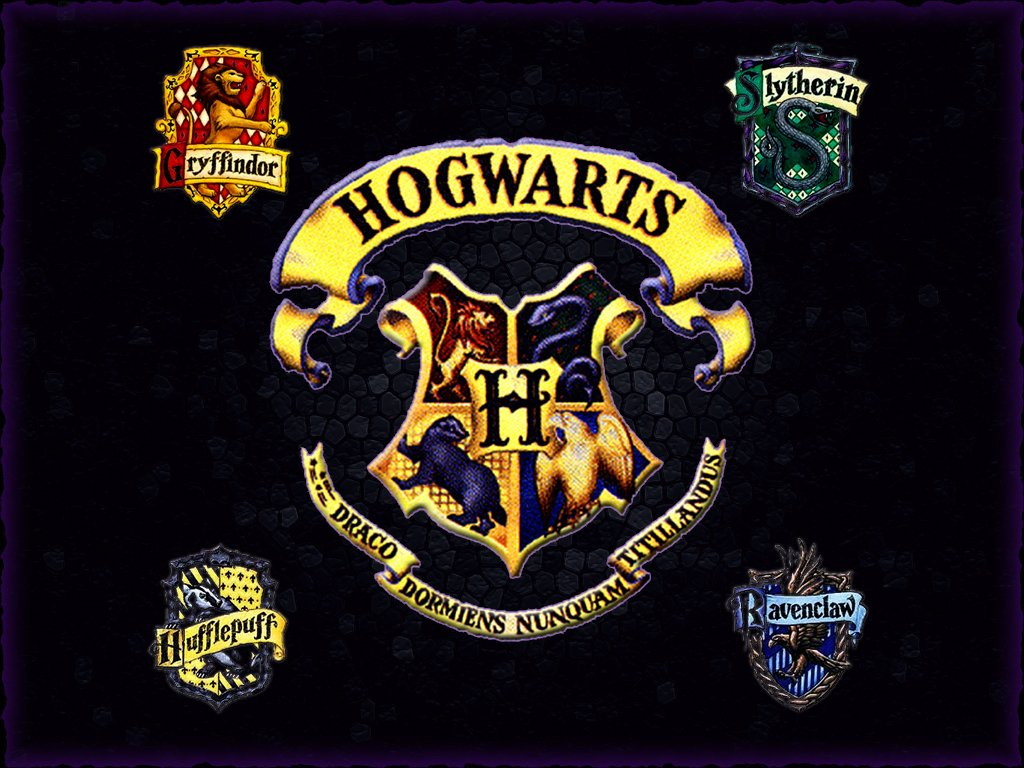 Gryffindor
Slytherin
HOGWARTS
H
DRACO DORMIENS NUNQUAM TITILLANDUS
Hufflepuff
Ravenclaw